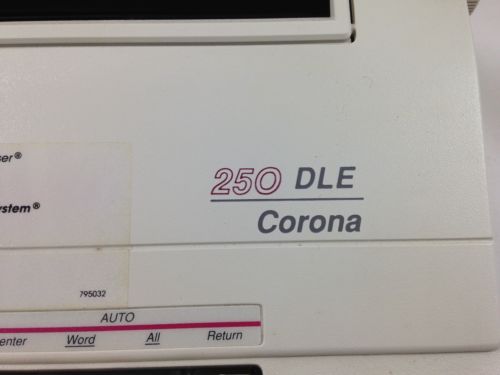 250 DLE
Corona
ser®
ystem®
795032
AUTO
enter Word All Return